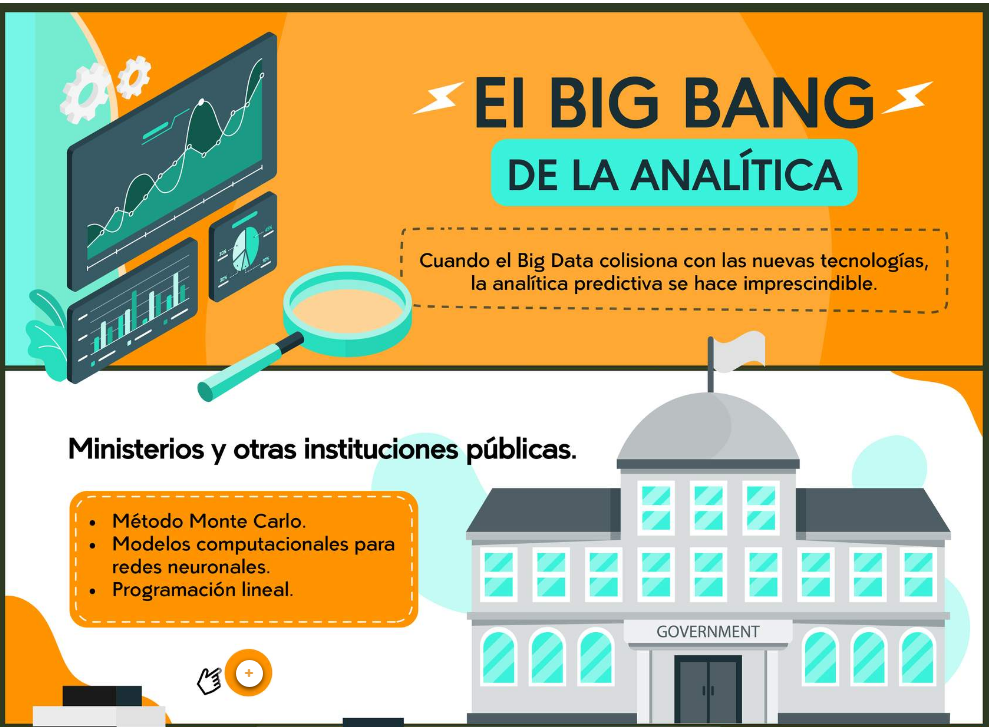 El BIG BANG
DE LA ANALÍTICA
Cuando el Big Data colisiona con las nuevas tecnologías,
la analítica predictiva se hace imprescindible.
Ministerios y otras instituciones públicas.
• Método Monte Carlo.
• Modelos computacionales para
redes neuronales.
• Programación lineal.
GOVERNMENT
+